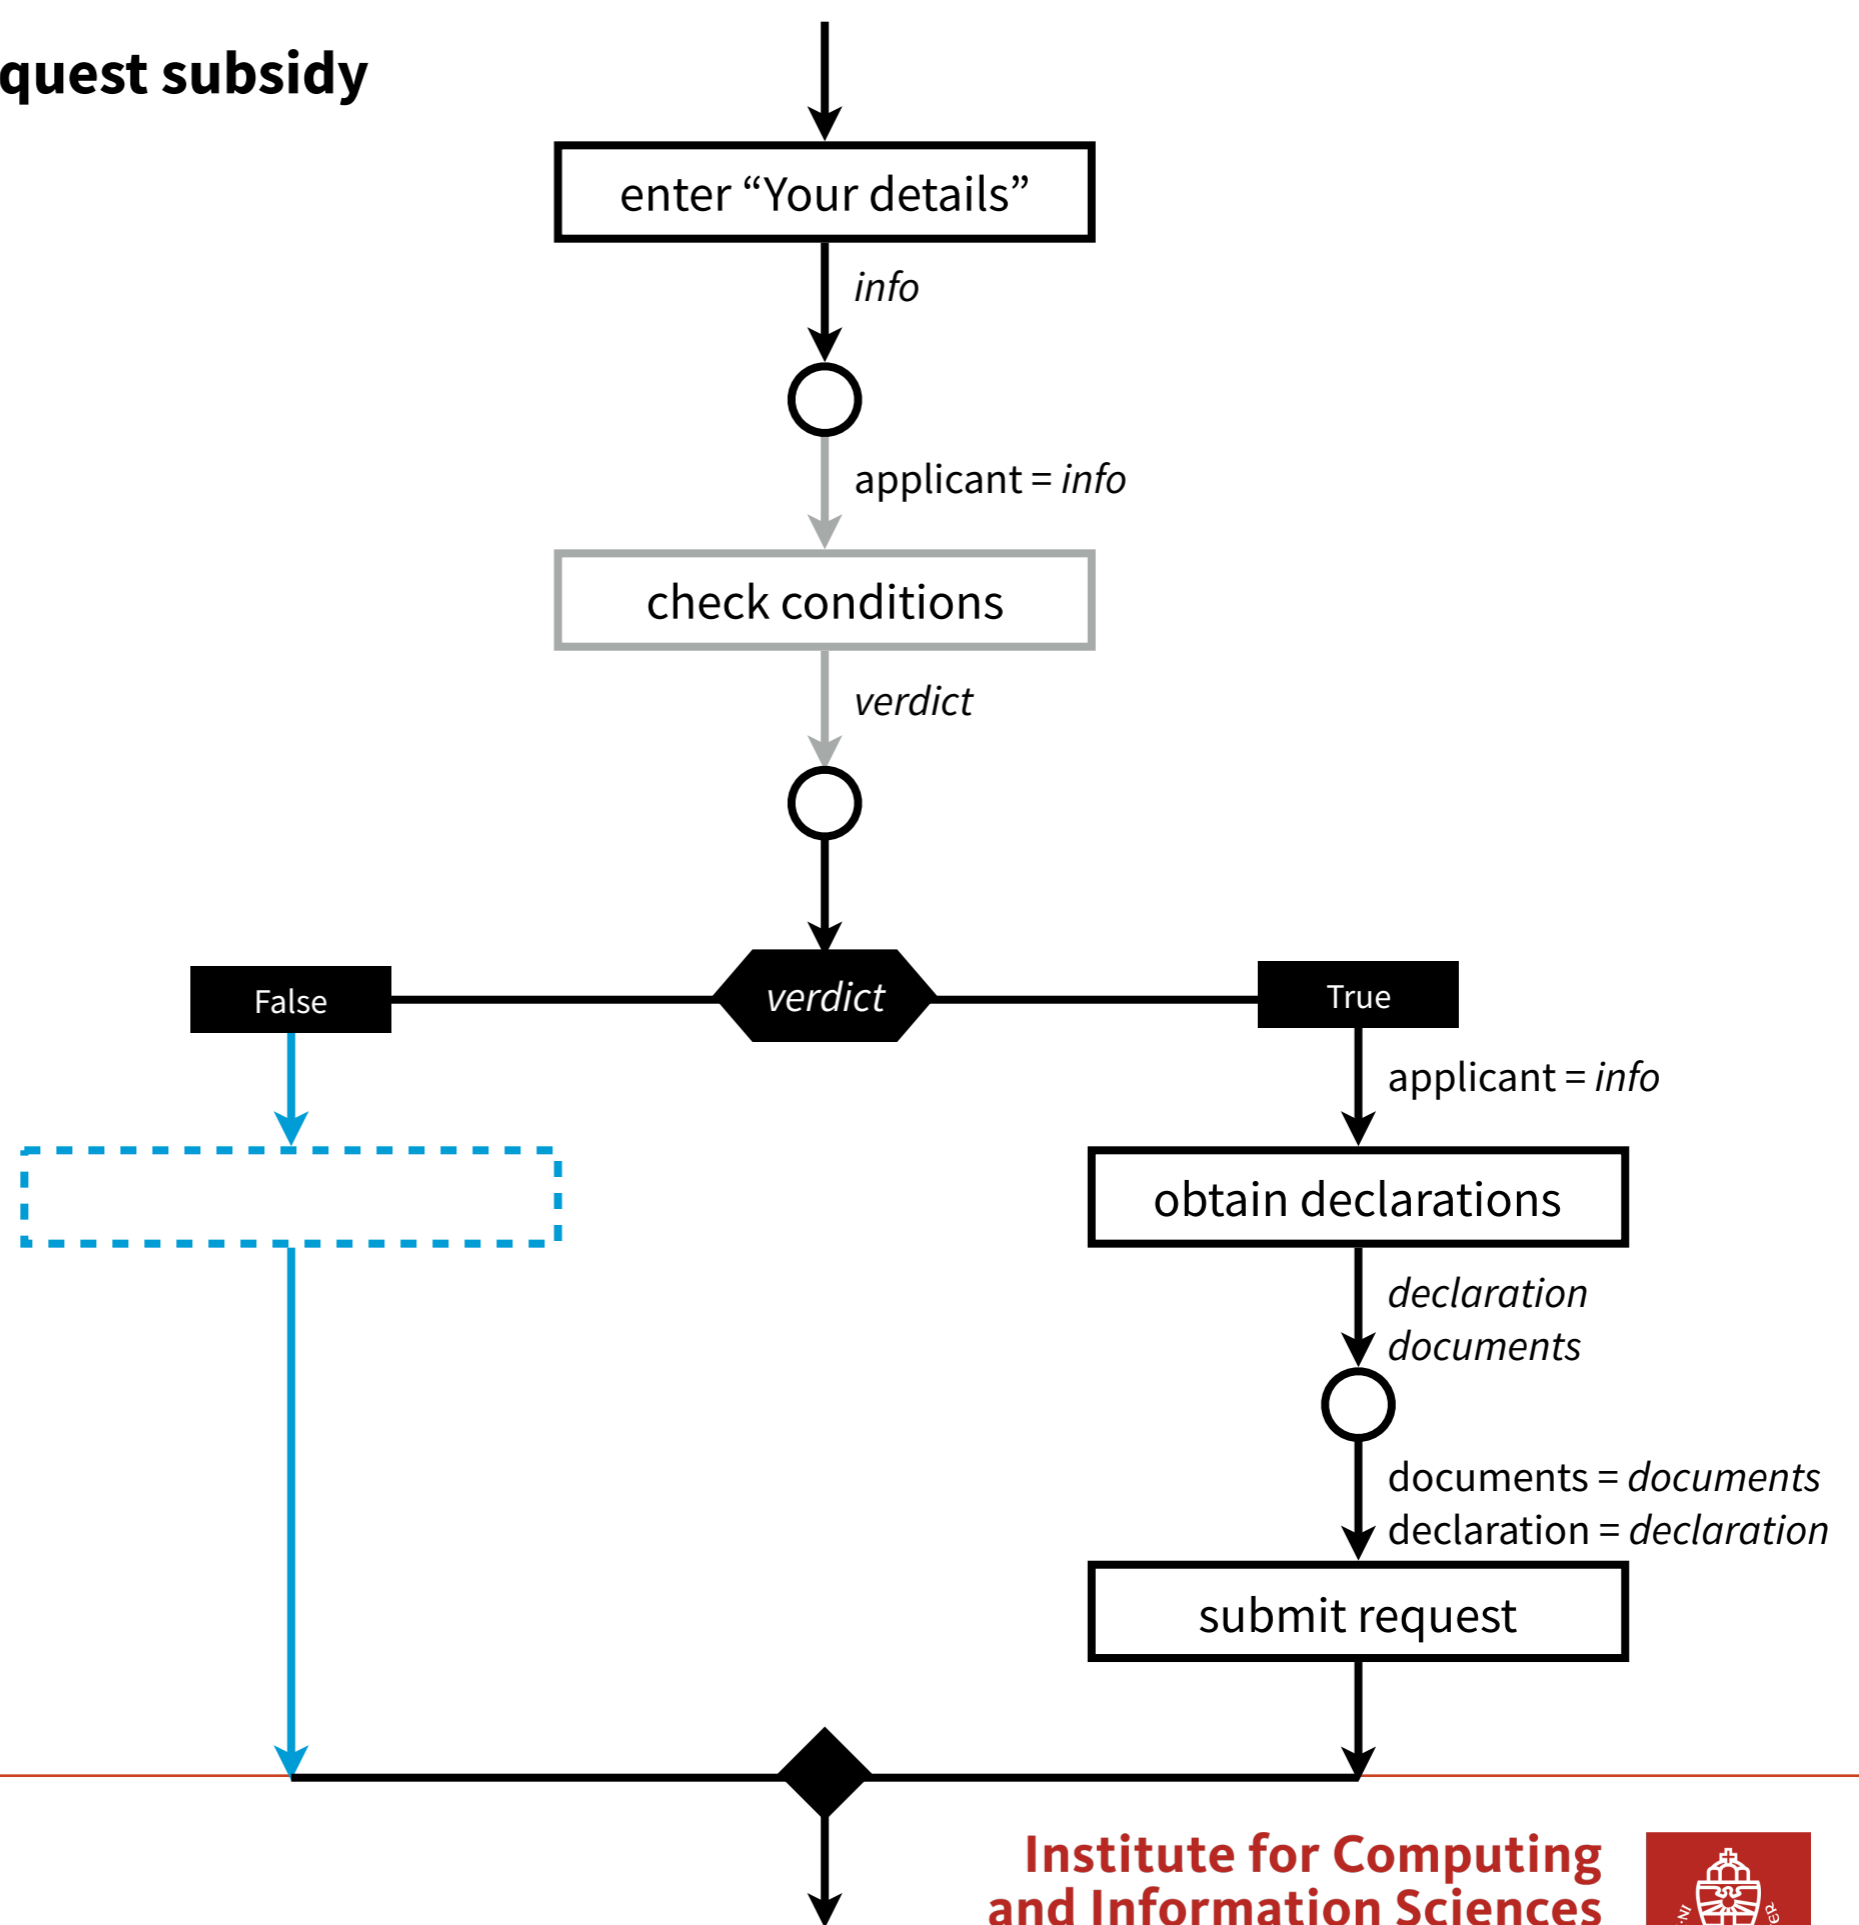 quest subsidy
enter “Your details”
info
applicant = info
check conditions
verdict
verdict
False
True
applicant = info
obtain declarations
declaration
documents
documents = documents
declaration = declaration
submit request
Institute for Computing
and Information Sciences